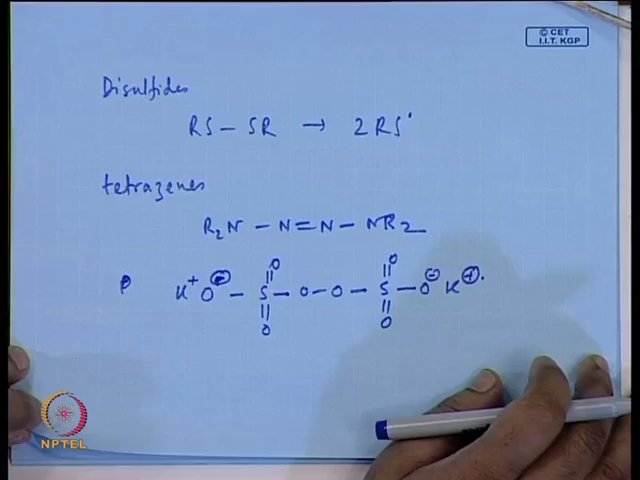 © CET
I.I.T. KGP
Disulfides
RS – SR → 2 RS•
tetrazenes
R₂N – N = N – NR₂
O O
P K⁺ O⊖ – S – O – O – S – O⊖ K⊕.
O O
NPTEL